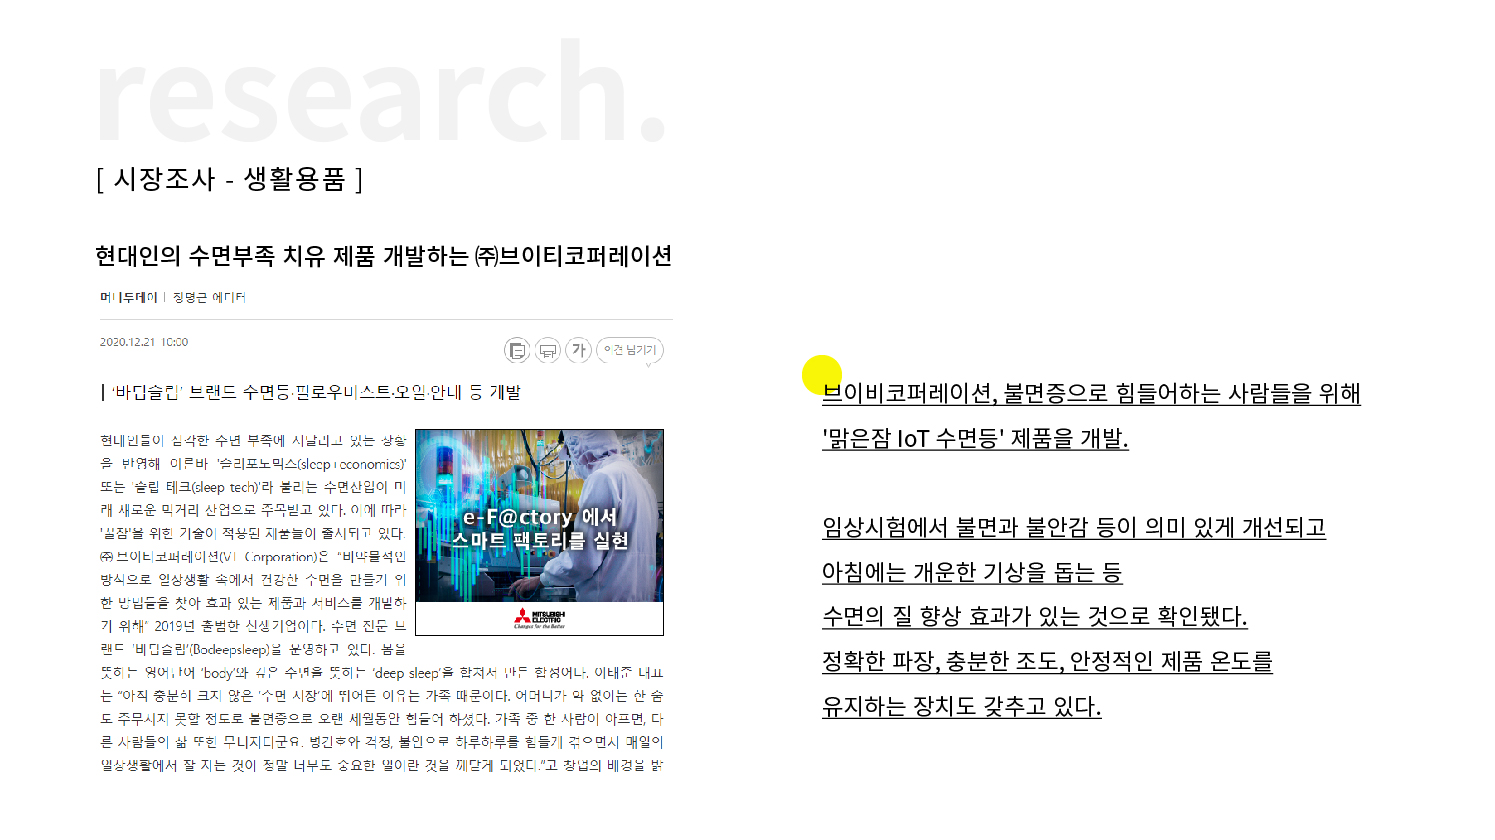 research.
[ 시장조사 - 생활용품 ]
현대인의 수면부족 치유 제품 개발하는 ㈜브이티코퍼레이션
머니투데이 | 정명근 에디터
2020.12.21 10:00
가
의견 남기기
'바딥슬립' 브랜드 수면등·필로우미스트·오일·안대 등 개발
현대인들이 심각한 수면 부족에 시달리고 있는 상황
을 반영해 이른바 '슬리포노믹스(sleep+economics)'
또는 '슬립 테크(sleep tech)'라 불리는 수면산업이 미
래 새로운 먹거리 산업으로 주목받고 있다. 이에 따라
'꿀잠'을 위한 기술이 적용된 제품들이 출시되고 있다.
㈜브이티코퍼레이션(VT Corporation)은 "비약물적인
방식으로 일상생활 속에서 건강한 수면을 만들기 위
한 방법들을 찾아 효과 있는 제품과 서비스를 개발하
기 위해" 2019년 출범한 신생기업이다. 수면 전문 브
랜드 '바딥슬립'(Bodeepsleep)을 운영하고 있다. 몸을
뜻하는 영어단어 'body'와 깊은 수면을 뜻하는 'deep sleep'을 합쳐서 만든 합성어다. 이태훈 대표
는 "아직 충분히 크지 않은 '수면 시장'에 뛰어든 이유는 가족 때문이다. 어머니가 약 없이는 한 숨
도 주무시지 못할 정도로 불면증으로 오랜 세월동안 힘들어 하셨다. 가족 중 한 사람이 아프면, 다
른 사람들의 삶 또한 무너지더군요. 병간호와 걱정, 불안으로 하루하루를 힘들게 겪으면서 매일의
일상생활에서 잘 자는 것이 정말 너무도 중요한 일이란 것을 깨닫게 되었다."고 창업의 배경을 밝
e-F@ctory 에서
스마트 팩토리를 실현
MITSUBISHI
ELECTRIC
Changes for the Better
브이비코퍼레이션, 불면증으로 힘들어하는 사람들을 위해
'맑은잠 IoT 수면등' 제품을 개발.
임상시험에서 불면과 불안감 등이 의미 있게 개선되고
아침에는 개운한 기상을 돕는 등
수면의 질 향상 효과가 있는 것으로 확인됐다.
정확한 파장, 충분한 조도, 안정적인 제품 온도를
유지하는 장치도 갖추고 있다.